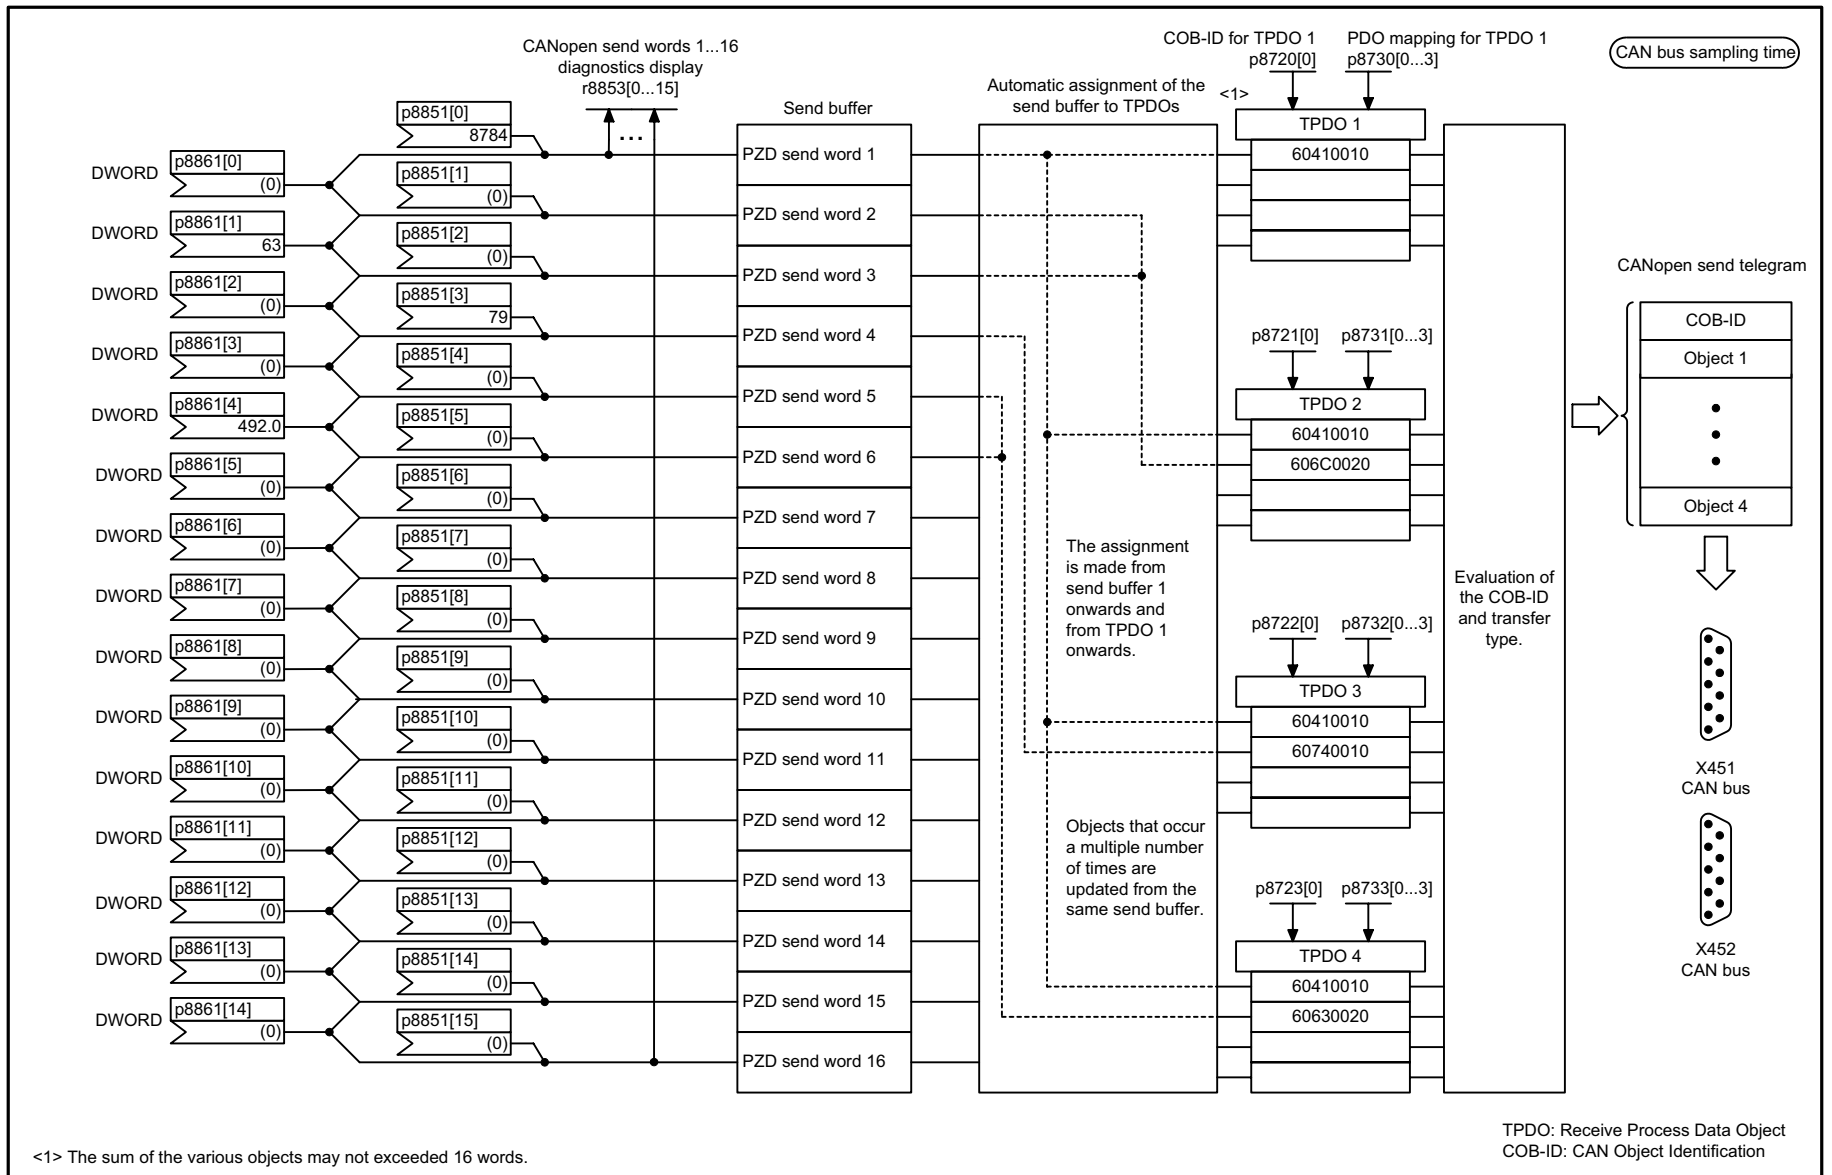 CANopen send words 1...16
diagnostics display
r8853[0...15]
COB-ID for TPDO 1
p8720[0]
PDO mapping for TPDO 1
p8730[0...3]
CAN bus sampling time
Send buffer
Automatic assignment of the
send buffer to TPDOs
<1>
DWORD
p8861[0]
(0)
DWORD
p8861[1]
63
DWORD
p8861[2]
(0)
DWORD
p8861[3]
(0)
DWORD
p8861[4]
492.0
DWORD
p8861[5]
(0)
DWORD
p8861[6]
(0)
DWORD
p8861[7]
(0)
DWORD
p8861[8]
(0)
DWORD
p8861[9]
(0)
DWORD
p8861[10]
(0)
DWORD
p8861[11]
(0)
DWORD
p8861[12]
(0)
DWORD
p8861[13]
(0)
DWORD
p8861[14]
(0)
p8851[0]
8784
p8851[1]
(0)
p8851[2]
(0)
p8851[3]
79
p8851[4]
(0)
p8851[5]
(0)
p8851[6]
(0)
p8851[7]
(0)
p8851[8]
(0)
p8851[9]
(0)
p8851[10]
(0)
p8851[11]
(0)
p8851[12]
(0)
p8851[13]
(0)
p8851[14]
(0)
p8851[15]
(0)
...
PZD send word 1
PZD send word 2
PZD send word 3
PZD send word 4
PZD send word 5
PZD send word 6
PZD send word 7
PZD send word 8
PZD send word 9
PZD send word 10
PZD send word 11
PZD send word 12
PZD send word 13
PZD send word 14
PZD send word 15
PZD send word 16
The assignment
is made from
send buffer 1
onwards and
from TPDO 1
onwards.
Objects that occur
a multiple number
of times are
updated from the
same send buffer.
TPDO 1
60410010
p8721[0]
p8731[0...3]
TPDO 2
60410010
606C0020
p8722[0]
p8732[0...3]
TPDO 3
60410010
60740010
p8723[0]
p8733[0...3]
TPDO 4
60410010
60630020
Evaluation of
the COB-ID
and transfer
type.
CANopen send telegram
COB-ID
Object 1
Object 4
X451
CAN bus
X452
CAN bus
TPDO: Receive Process Data Object
COB-ID: CAN Object Identification
<1> The sum of the various objects may not exceeded 16 words.